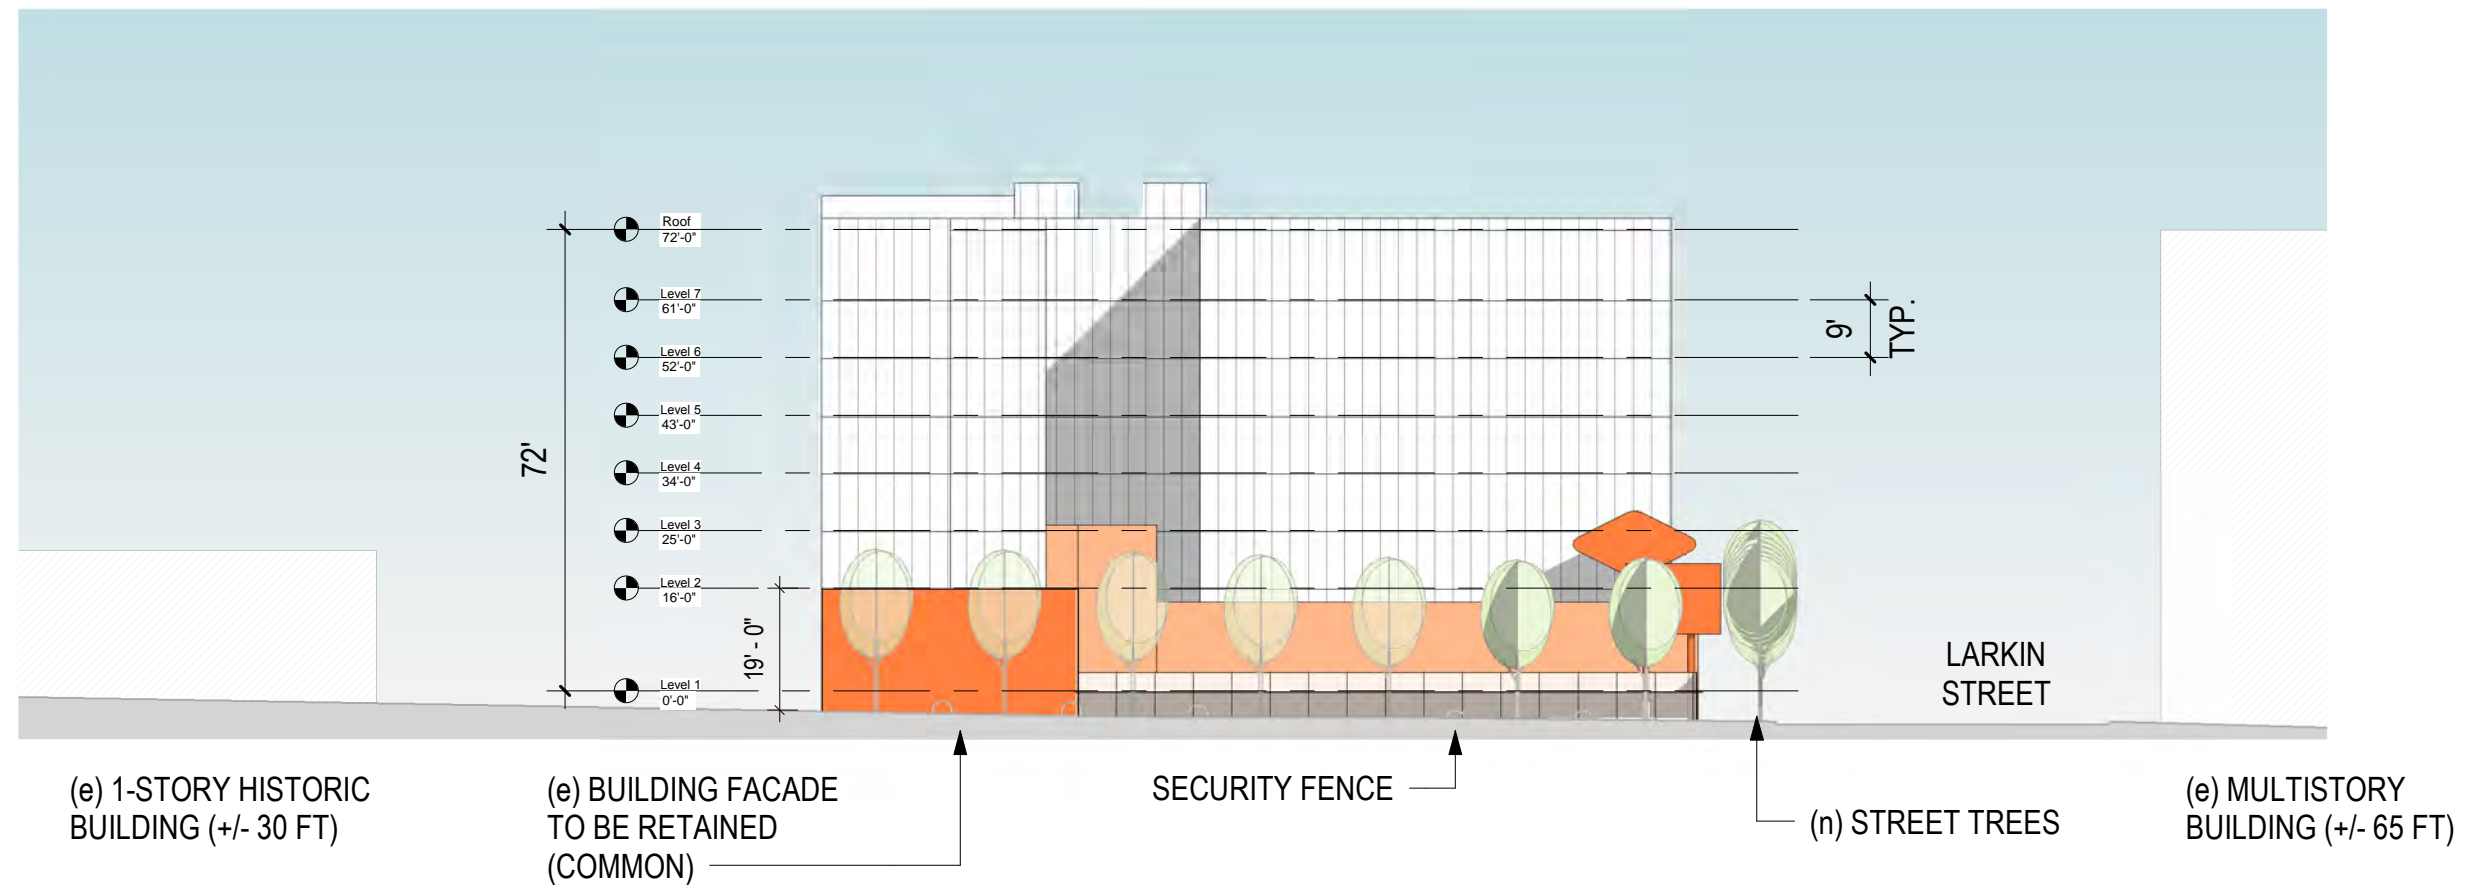 Roof
72'-0"
Level 7
61'-0"
Level 6
52'-0"
Level 5
43'-0"
Level 4
34'-0"
Level 3
25'-0"
Level 2
16'-0"
Level 1
0'-0"
72'
19' - 0"
9'
TYP.
LARKIN
STREET
(e) 1-STORY HISTORIC
BUILDING (+/- 30 FT)
(e) BUILDING FACADE
TO BE RETAINED
(COMMON)
SECURITY FENCE
(n) STREET TREES
(e) MULTISTORY
BUILDING (+/- 65 FT)